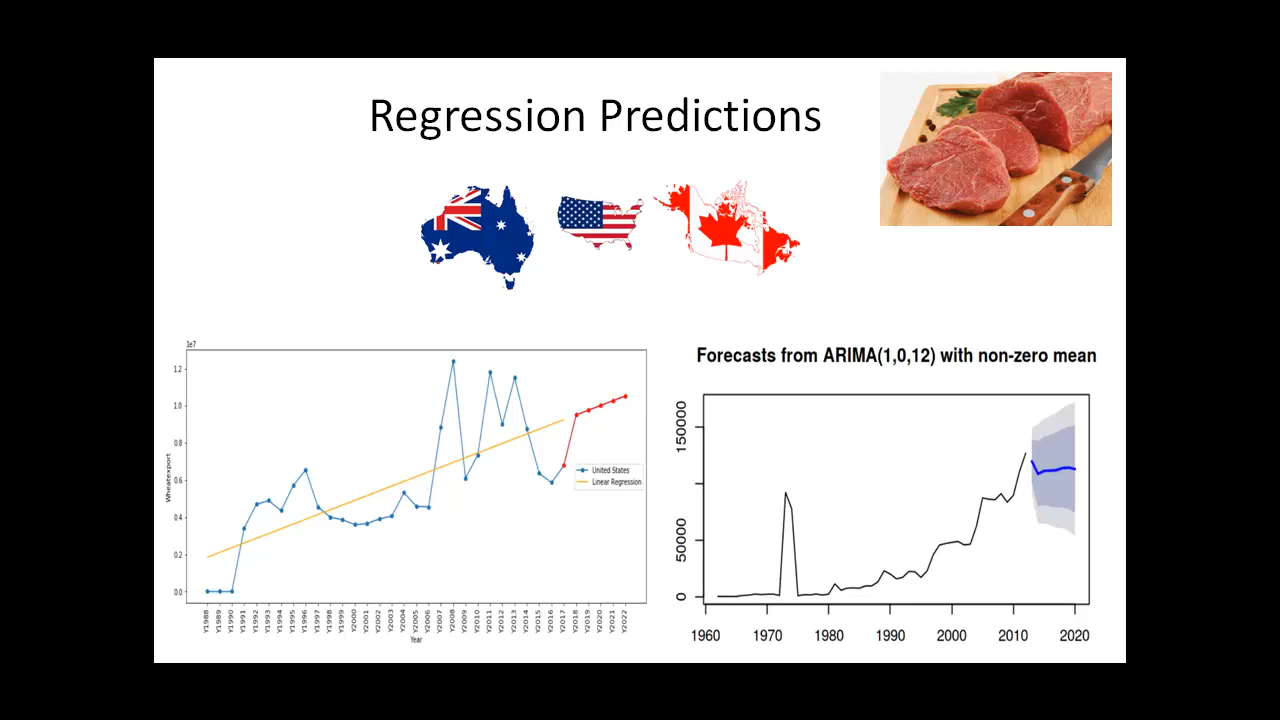 Regression Predictions
1e7
1.2
1.0
0.8
0.6
0.4
0.2
0.0
Wheatexport
United States
Linear Regression
Y1988 Y1989 Y1990 Y1991 Y1992 Y1993 Y1994 Y1995 Y1996 Y1997 Y1998 Y1999 Y2000 Y2001 Y2002 Y2003 Y2004 Y2005 Y2006 Y2007 Y2008 Y2009 Y2010 Y2011 Y2012 Y2013 Y2014 Y2015 Y2016 Y2017 Y2018 Y2019 Y2020 Y2021 Y2022
Year
Forecasts from ARIMA(1,0,12) with non-zero mean
150000
50000
0
1960 1970 1980 1990 2000 2010 2020